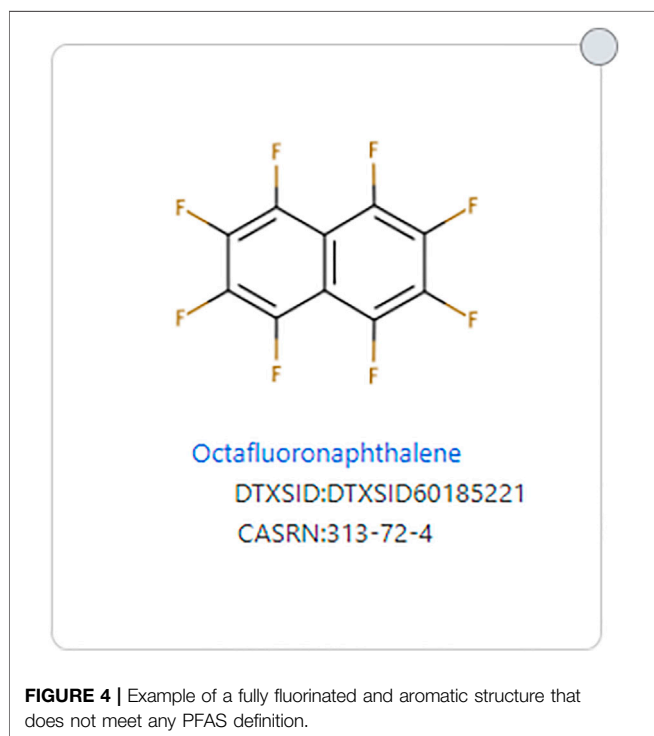 F F
F F
F F
F F
Octafluoronaphthalene
DTXSID:DTXSID60185221
CASRN:313-72-4
FIGURE 4 | Example of a fully fluorinated and aromatic structure that
does not meet any PFAS definition.